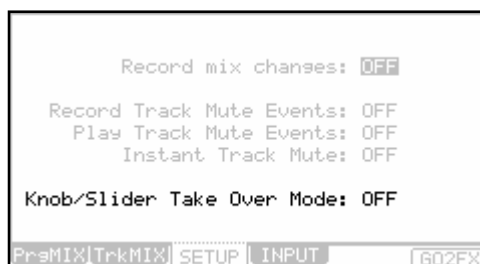 Record mix changes: OFF
Record Track Mute Events: OFF
Play Track Mute Events: OFF
Instant Track Mute: OFF
Knob/Slider Take Over Mode: OFF
PrgMIX TrkMIX SETUP INPUT GO2FX